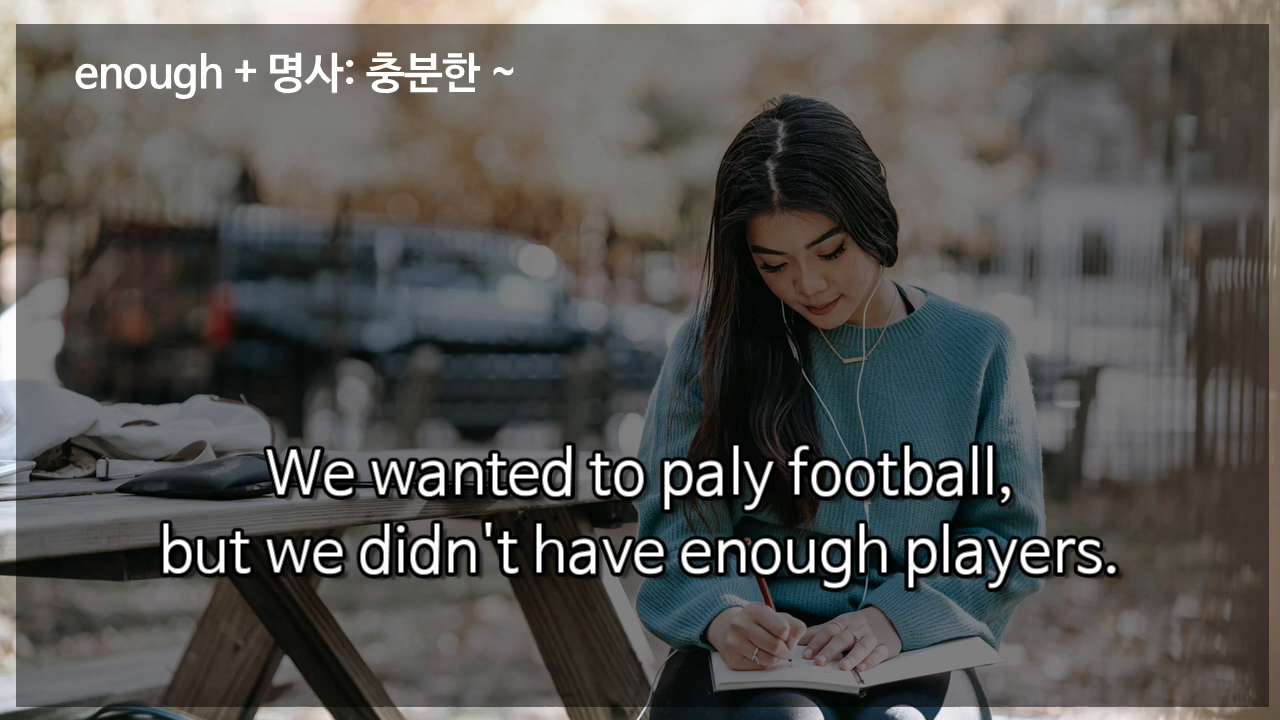 enough + 명사: 충분한 ~
We wanted to paly football,
but we didn't have enough players.